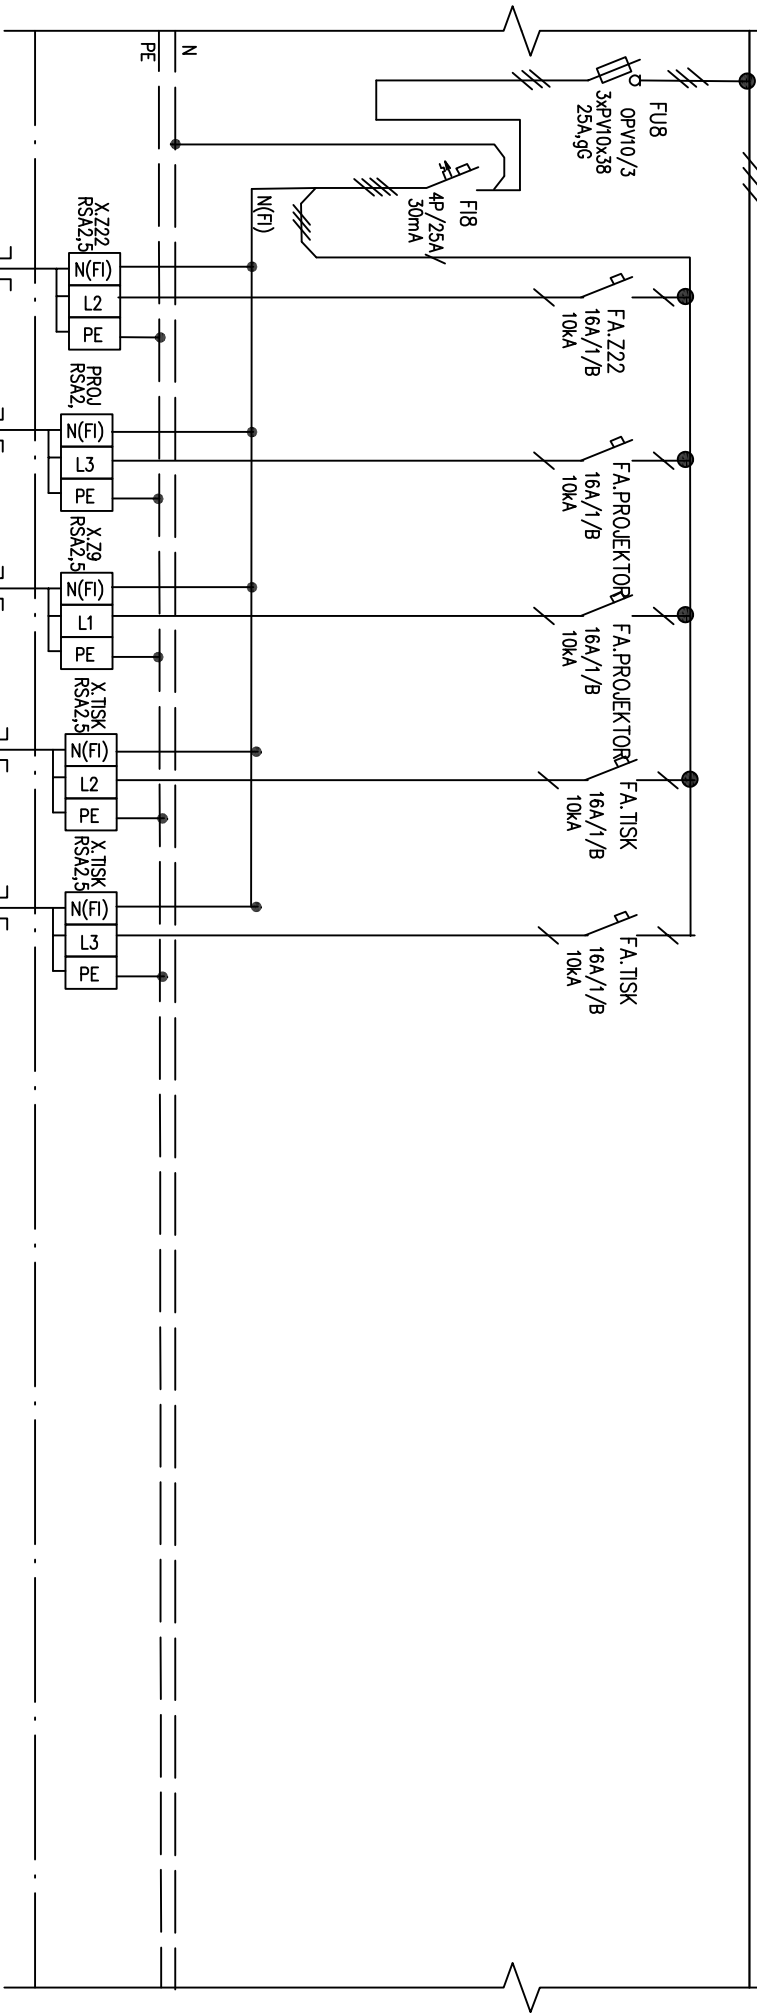 FU8
OPV10/3
3xPV10x38
25A,gG
N
PE
FI8
4P/25A
30mA
N(FI)
FA.Z22
16A/1/B
10kA
FA.PROJEKTOR
16A/1/B
10kA
FA.PROJEKTOR
16A/1/B
10kA
FA.TISK
16A/1/B
10kA
FA.TISK
16A/1/B
10kA
X.Z22
RSA2,5
N(FI)
L2
PE
PROJ
RSA2,
N(FI)
L3
PE
X.Z9
RSA2,5
N(FI)
L1
PE
X.TISK
RSA2,5
N(FI)
L2
PE
X.TISK
RSA2,5
N(FI)
L3
PE